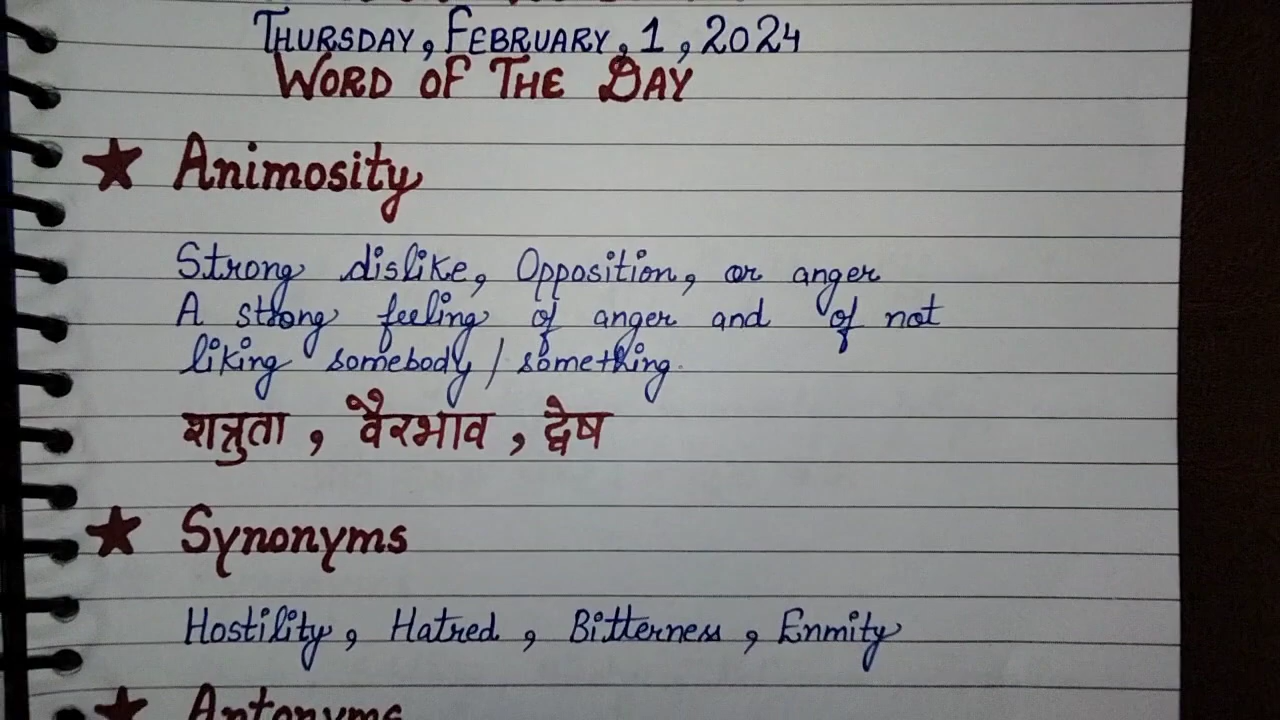 THURSDAY, FEBRUARY, 1, 2024
WORD OF THE DAY
★ Animosity
Strong dislike, Opposition, or anger
A strong feeling of anger and of not
liking somebody / something.
शत्रुता, वैरभाव, द्वेष
★ Synonyms
Hostility, Hatred, Bitterness, Enmity
★ Antonyms